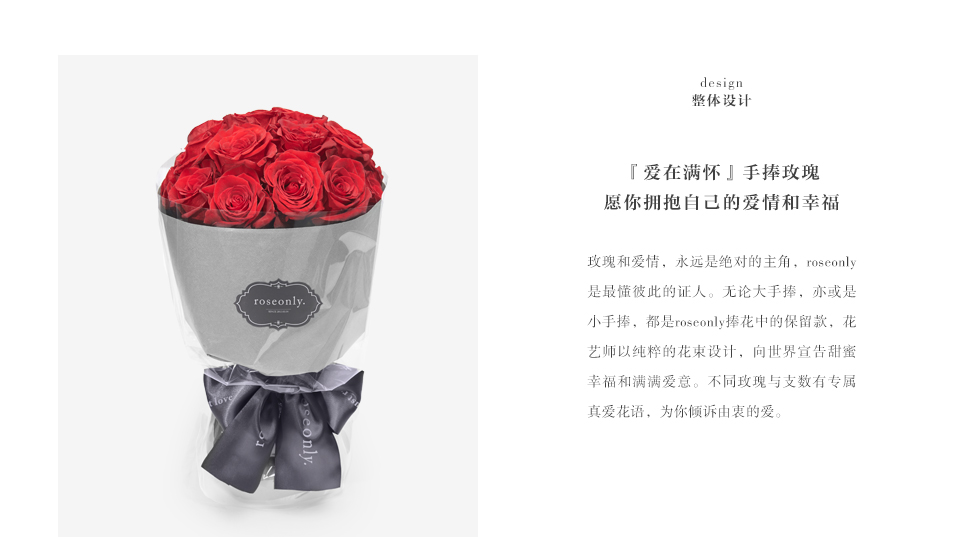 design
整体设计
『爱在满怀』手捧玫瑰
愿你拥抱自己的爱情和幸福
玫瑰和爱情，永远是绝对的主角，roseonly
是最懂彼此的证人。无论大手捧，亦或是
小手捧，都是roseonly捧花中的保留款，花
艺师以纯粹的花束设计，向世界宣告甜蜜
幸福和满满爱意。不同玫瑰与支数有专属
真爱花语，为你倾诉由衷的爱。
roseonly.
love
roseonly.